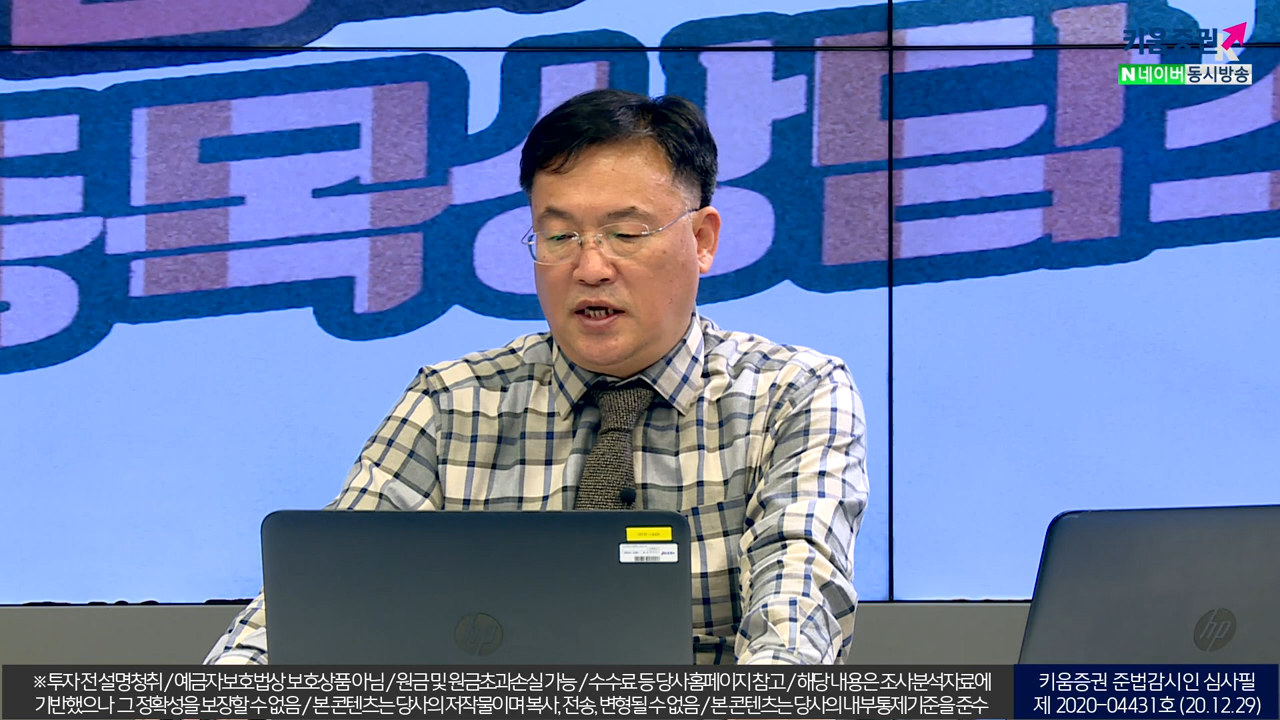 키움증권
N 네이버 동시방송
종목상담소
hp
hp
※ 투자 전 설명청취 / 예금자보호법상 보호상품 아님 / 원금 및 원금초과손실 가능 / 수수료 등 당사홈페이지 참고 / 해당 내용은 조사분석자료에
기반했으나 그 정확성을 보장할 수 없음 / 본 콘텐츠는 당사의 저작물이며 복사, 전송, 변형될 수 없음 / 본 콘텐츠는 당사의 내부통제기준을 준수
키움증권 준법감시인 심사필
제 2020-04431호 (20.12.29)